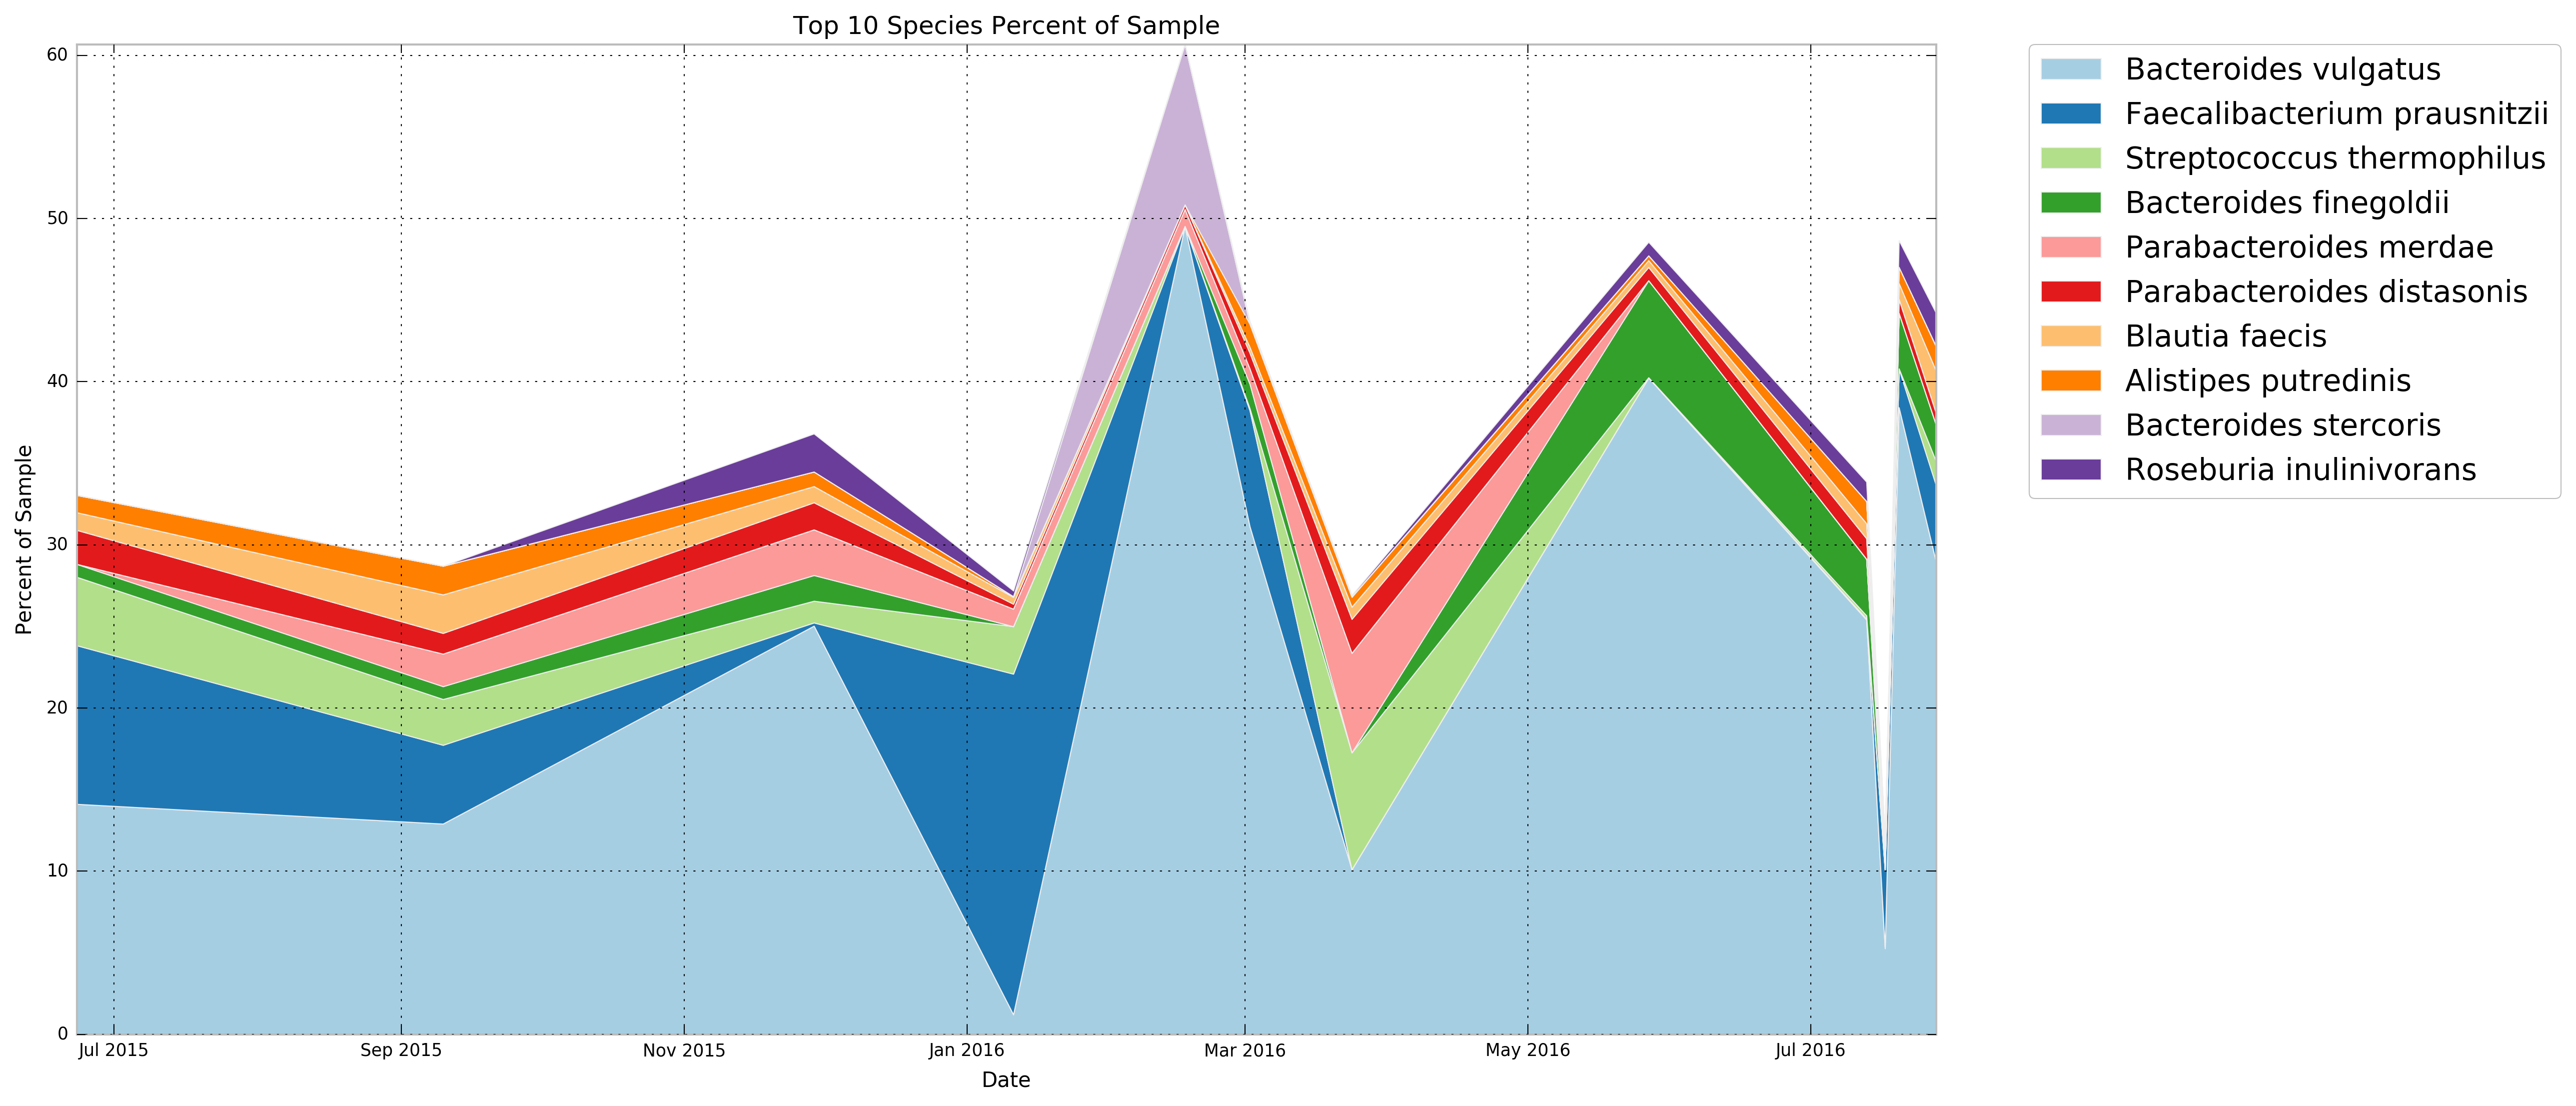 Top 10 Species Percent of Sample
60
50
40
30
20
10
0
Percent of Sample
Jul 2015
Sep 2015
Nov 2015
Jan 2016
Mar 2016
May 2016
Jul 2016
Date
Bacteroides vulgatus
Faecalibacterium prausnitzii
Streptococcus thermophilus
Bacteroides finegoldii
Parabacteroides merdae
Parabacteroides distasonis
Blautia faecis
Alistipes putredinis
Bacteroides stercoris
Roseburia inulinivorans